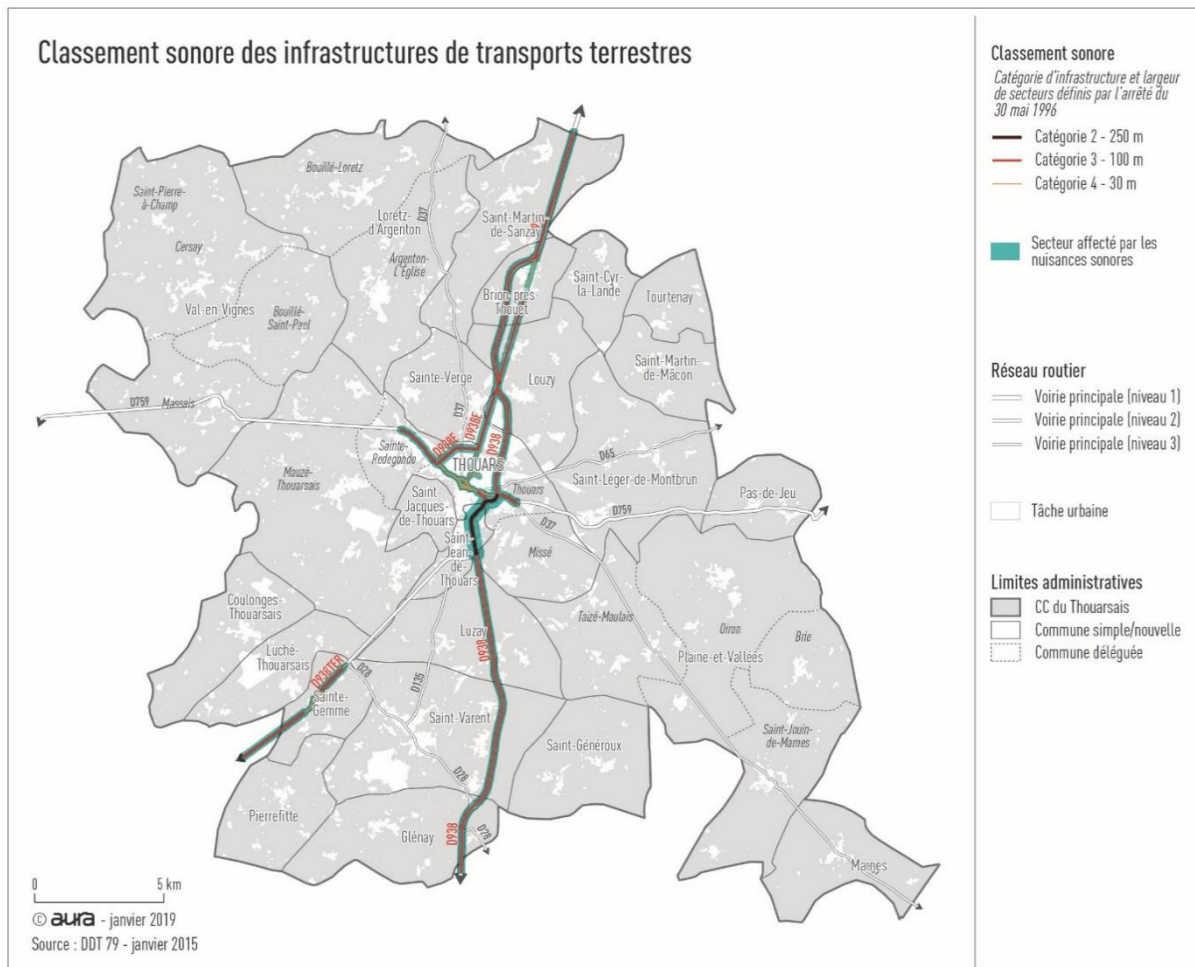 Classement sonore des infrastructures de transports terrestres
Bouillé-Loretz
Saint-Pierre-
à-Champ
D37
Saint-Martin-
de-Sanzay
Loretz-
d'Argenton
9
Cersay
Argenton-
L'Église
Saint-Cyr-
la-Lande
Brion-près-
Thouet
Tourtenay
Val-en-Vignes
Bouillé-
Saint-Paul
Saint-Martin-
de-Mâcon
Sainte-Verge
Louzy
D759
Massais
D37
D938E
D938E
D938
Sainte-
Redegonde
THOUARS
D65
Mauzé-
Thouarsais
Saint-Léger-de-Montbrun
Thouars
Pas-de-Jeu
Saint-
Jacques-
de-Thouars
D759
D37
Saint-
Jean-
de-
Thouars
Missé
Coulonges-
Thouarsais
Taizé-Maulais
Oiron
Brie
Luzay
D938
Luché-
Thouarsais
Plaine-et-Vallées
D938TER
D28
D135
Sainte-
Gemme
Saint-Varent
Saint-Généroux
Saint-Jouin-
de-Marnes
D28
Pierrefitte
Glénay
D938
D28
Marnes
0 5 km
© aura - janvier 2019
Source : DDT 79 - janvier 2015
Classement sonore
Catégorie d'infrastructure et largeur
de secteurs définis par l'arrêté du
30 mai 1996
Catégorie 2 - 250 m
Catégorie 3 - 100 m
Catégorie 4 - 30 m
Secteur affecté par les
nuisances sonores
Réseau routier
Voirie principale (niveau 1)
Voirie principale (niveau 2)
Voirie principale (niveau 3)
Tâche urbaine
Limites administratives
CC du Thouarsais
Commune simple/nouvelle
Commune déléguée